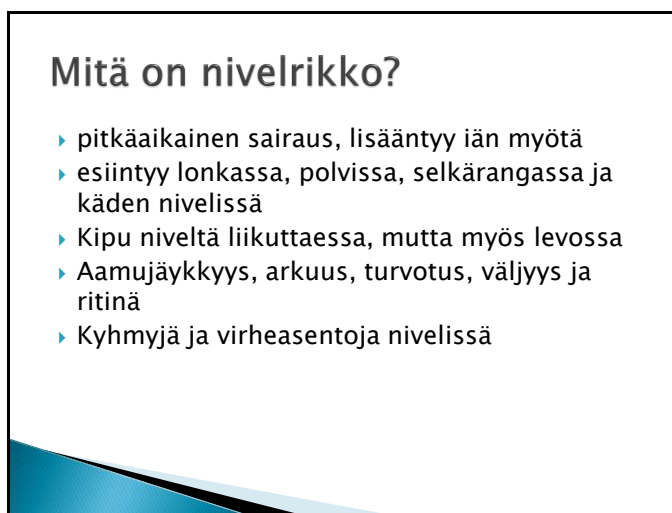 Mitä on nivelrikko?
pitkäaikainen sairaus, lisääntyy iän myötä
esiintyy lonkassa, polvissa, selkärangassa ja
käden nivelissä
Kipu niveltä liikuttaessa, mutta myös levossa
Aamujäykkyys, arkuus, turvotus, väljyys ja
ritinä
Kyhmyjä ja virheasentoja nivelissä